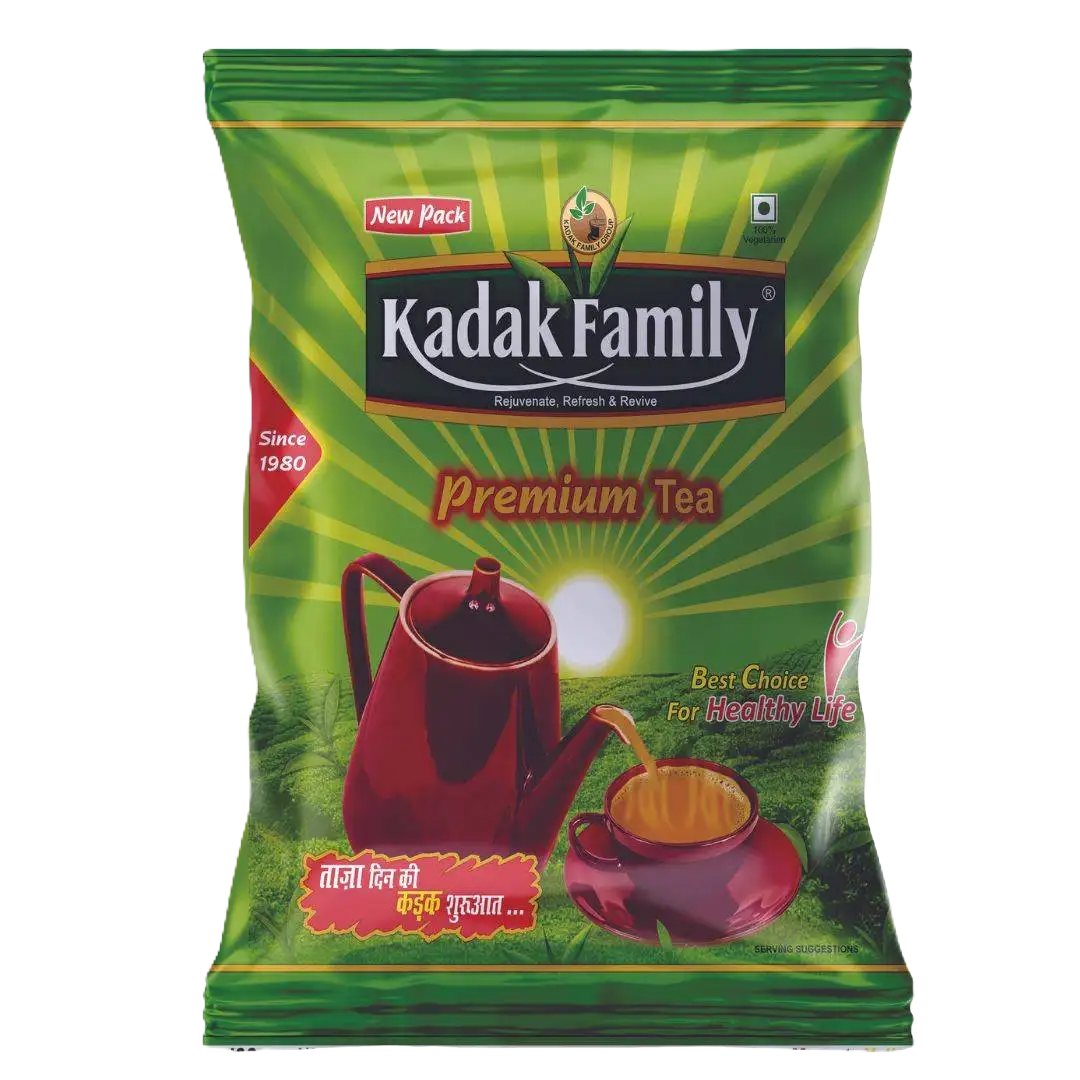 New Pack
KADAK FAMILY GROUP
100%
Vegetarian
Kadak Family ®
Rejuvenate, Refresh & Revive
Since
1980
Premium Tea
Best Choice
For Healthy Life
ताज़ा दिन की
कड़क शुरूआत ...
SERVING SUGGESTIONS